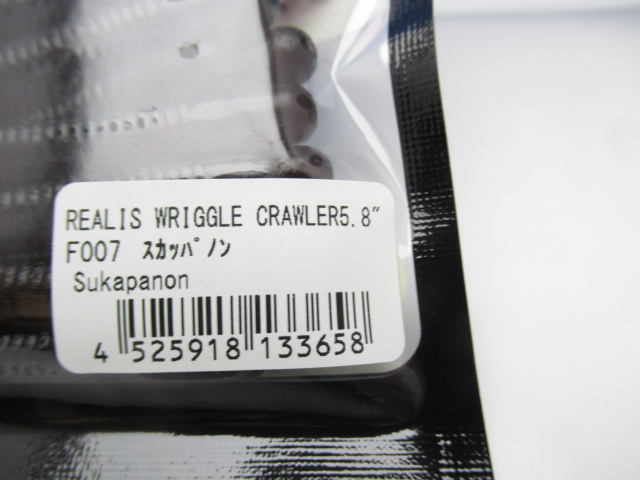 REALIS WRIGGLE CRAWLER5.8"
F007 ｽｶｯﾊﾟﾉﾝ
Sukapanon
4 525918 133658